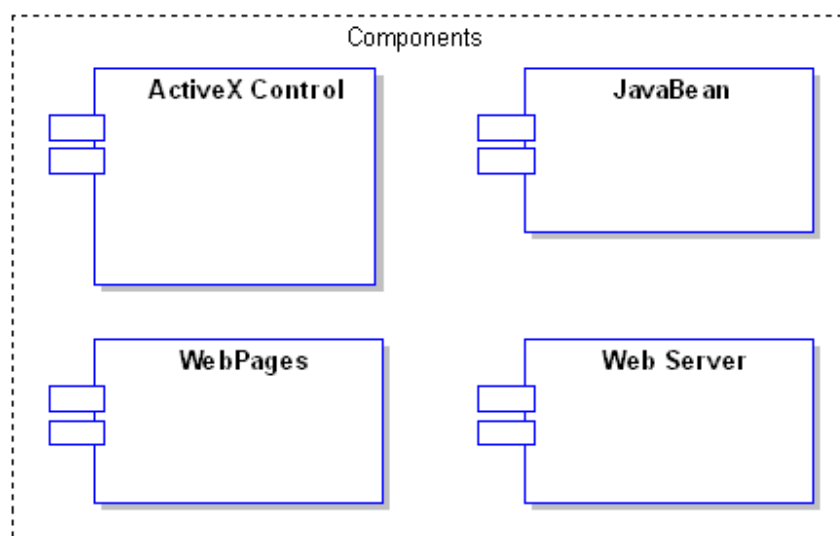 Components
ActiveX Control
JavaBean
WebPages
Web Server